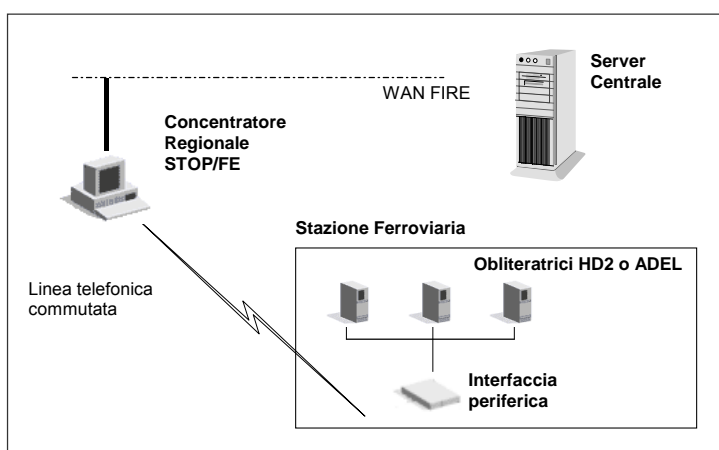 Server
Centrale
WAN FIRE
Concentratore
Regionale
STOP/FE
Stazione Ferroviaria
Obliteratrici HD2 o ADEL
Linea telefonica
commutata
Interfaccia
periferica